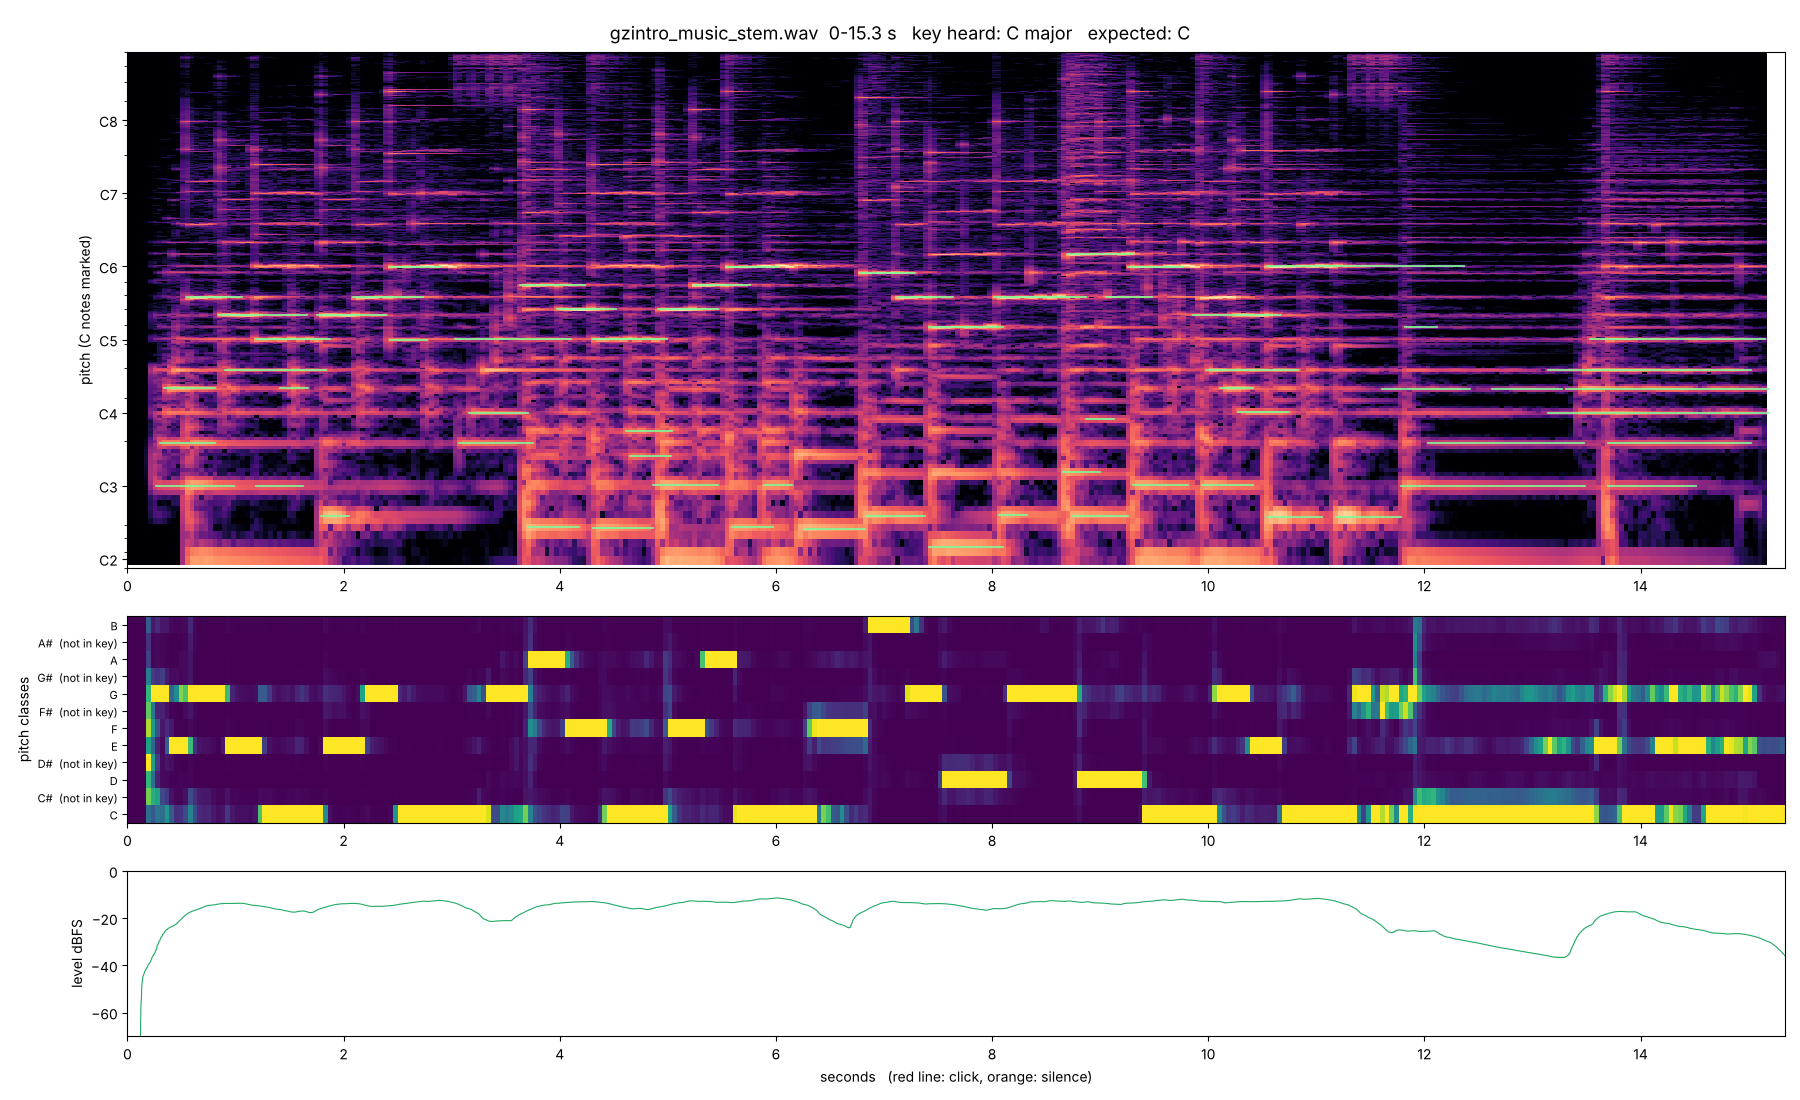 gzintro_music_stem.wav  0-15.3 s   key heard: C major   expected: C
pitch (C notes marked)
C8
C7
C6
C5
C4
C3
C2
0 2 4 6 8 10 12 14
pitch classes
B
A#  (not in key)
A
G#  (not in key)
G
F#  (not in key)
F
E
D#  (not in key)
D
C#  (not in key)
C
0 2 4 6 8 10 12 14
level dBFS
0
−20
−40
−60
0 2 4 6 8 10 12 14
seconds   (red line: click, orange: silence)